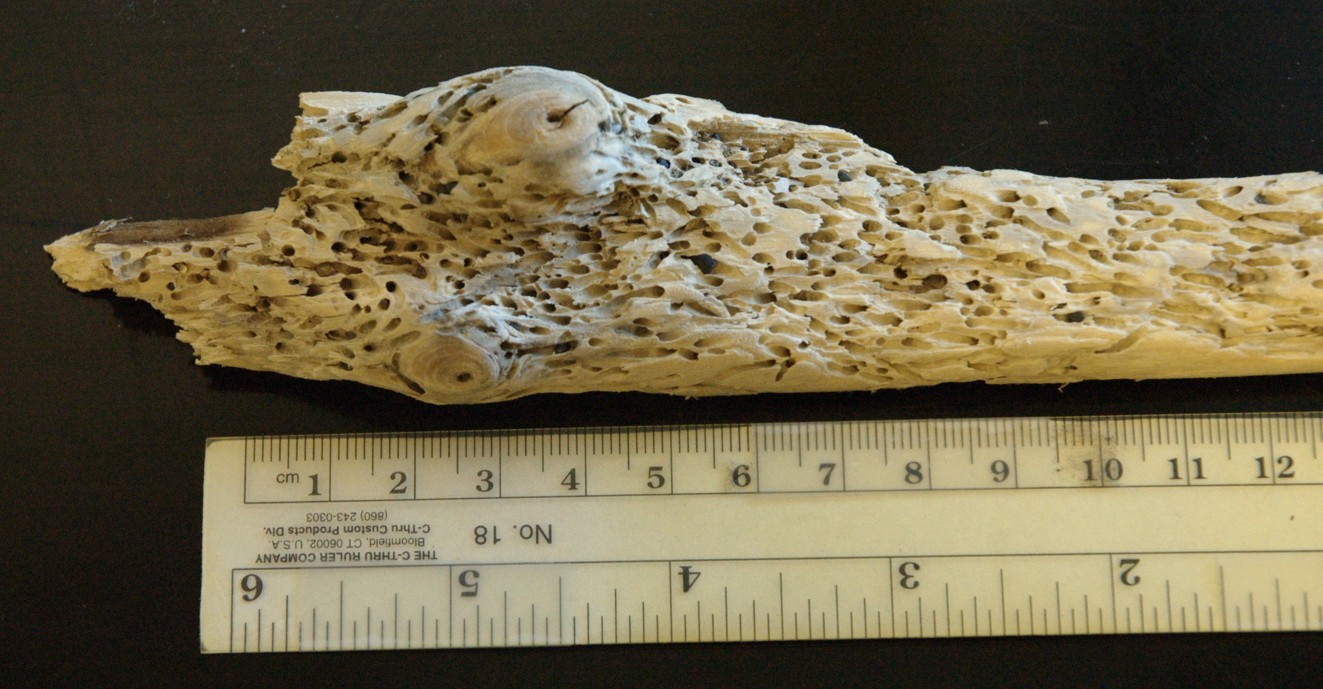 cm 1 2 3 4 5 6 7 8 9 10 11 12
THE C-THRU RULER COMPANY
Bloomfield, CT 06002, U.S.A.
C-Thru Custom Products Div.
(860) 243-0303
No. 18
2 3 4 5 6